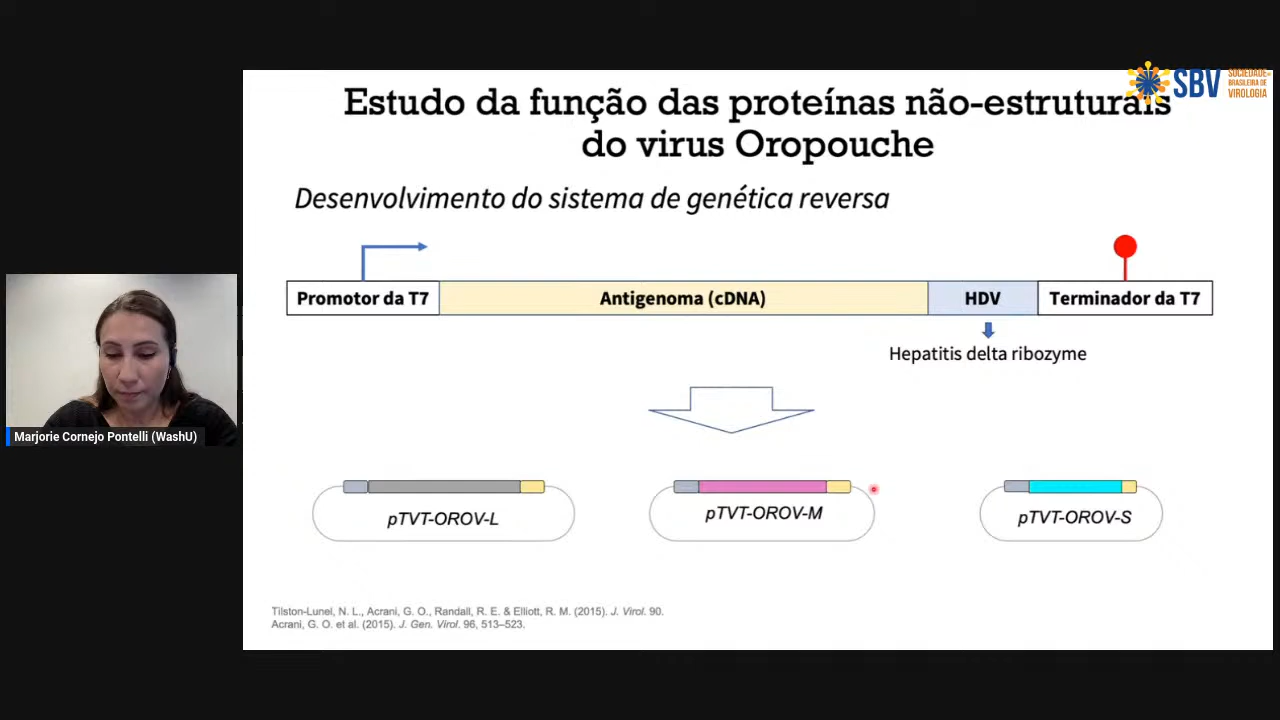 SBV
SOCIEDADE
BRASILEIRA DE
VIROLOGIA
Estudo da função das proteínas não-estruturais
do virus Oropouche
Desenvolvimento do sistema de genética reversa
Promotor da T7
Antigenoma (cDNA)
HDV
Terminador da T7
Hepatitis delta ribozyme
Marjorie Cornejo Pontelli (WashU)
pTVT-OROV-L
pTVT-OROV-M
pTVT-OROV-S
Tilston-Lunel, N. L., Acrani, G. O., Randall, R. E. & Elliott, R. M. (2015). J. Virol. 90.
Acrani, G. O. et al. (2015). J. Gen. Virol. 96, 513–523.